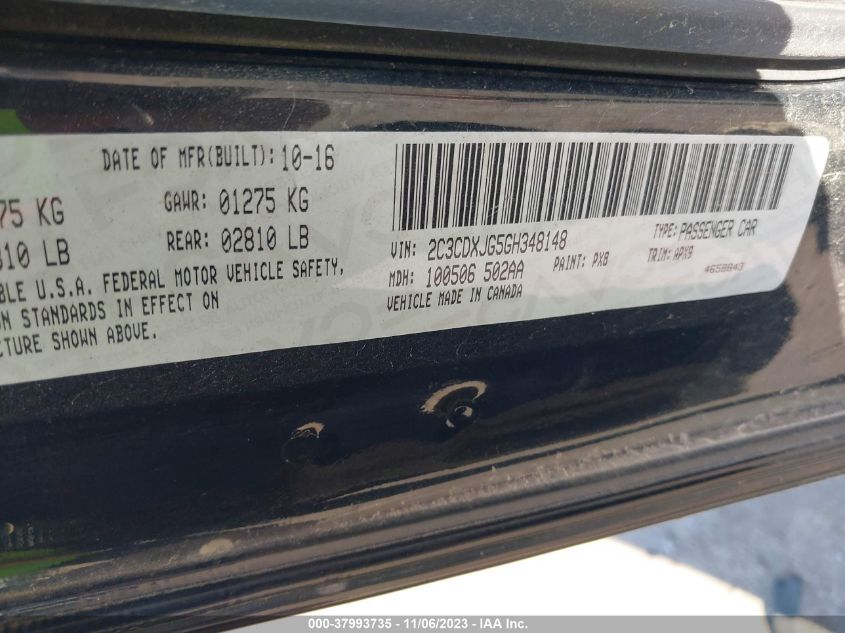 DATE OF MFR(BUILT): 10-16
75 KG GAWR: 01275 KG
810 LB REAR: 02810 LB
BLE U.S.A. FEDERAL MOTOR VEHICLE SAFETY,
ON STANDARDS IN EFFECT ON
CTURE SHOWN ABOVE.
VIN: 2C3CDXJG5GH348148 TYPE: PASSENGER CAR
MDH: 100506 502AA PAINT: PX8 TRIM: APX9
VEHICLE MADE IN CANADA 4658843
000-37993735 - 11/06/2023 - IAA Inc.